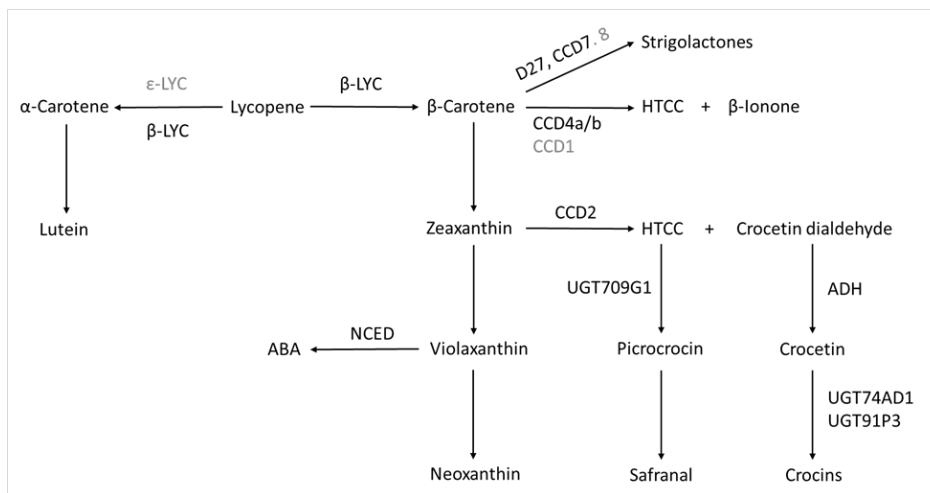 D27, CCD7, 8
Strigolactones
ε-LYC
β-LYC
α-Carotene
Lycopene
β-Carotene
HTCC + β-Ionone
β-LYC
CCD4a/b
CCD1
CCD2
Lutein
Zeaxanthin
HTCC + Crocetin dialdehyde
UGT709G1
ADH
NCED
ABA
Violaxanthin
Picrocrocin
Crocetin
UGT74AD1
UGT91P3
Neoxanthin
Safranal
Crocins